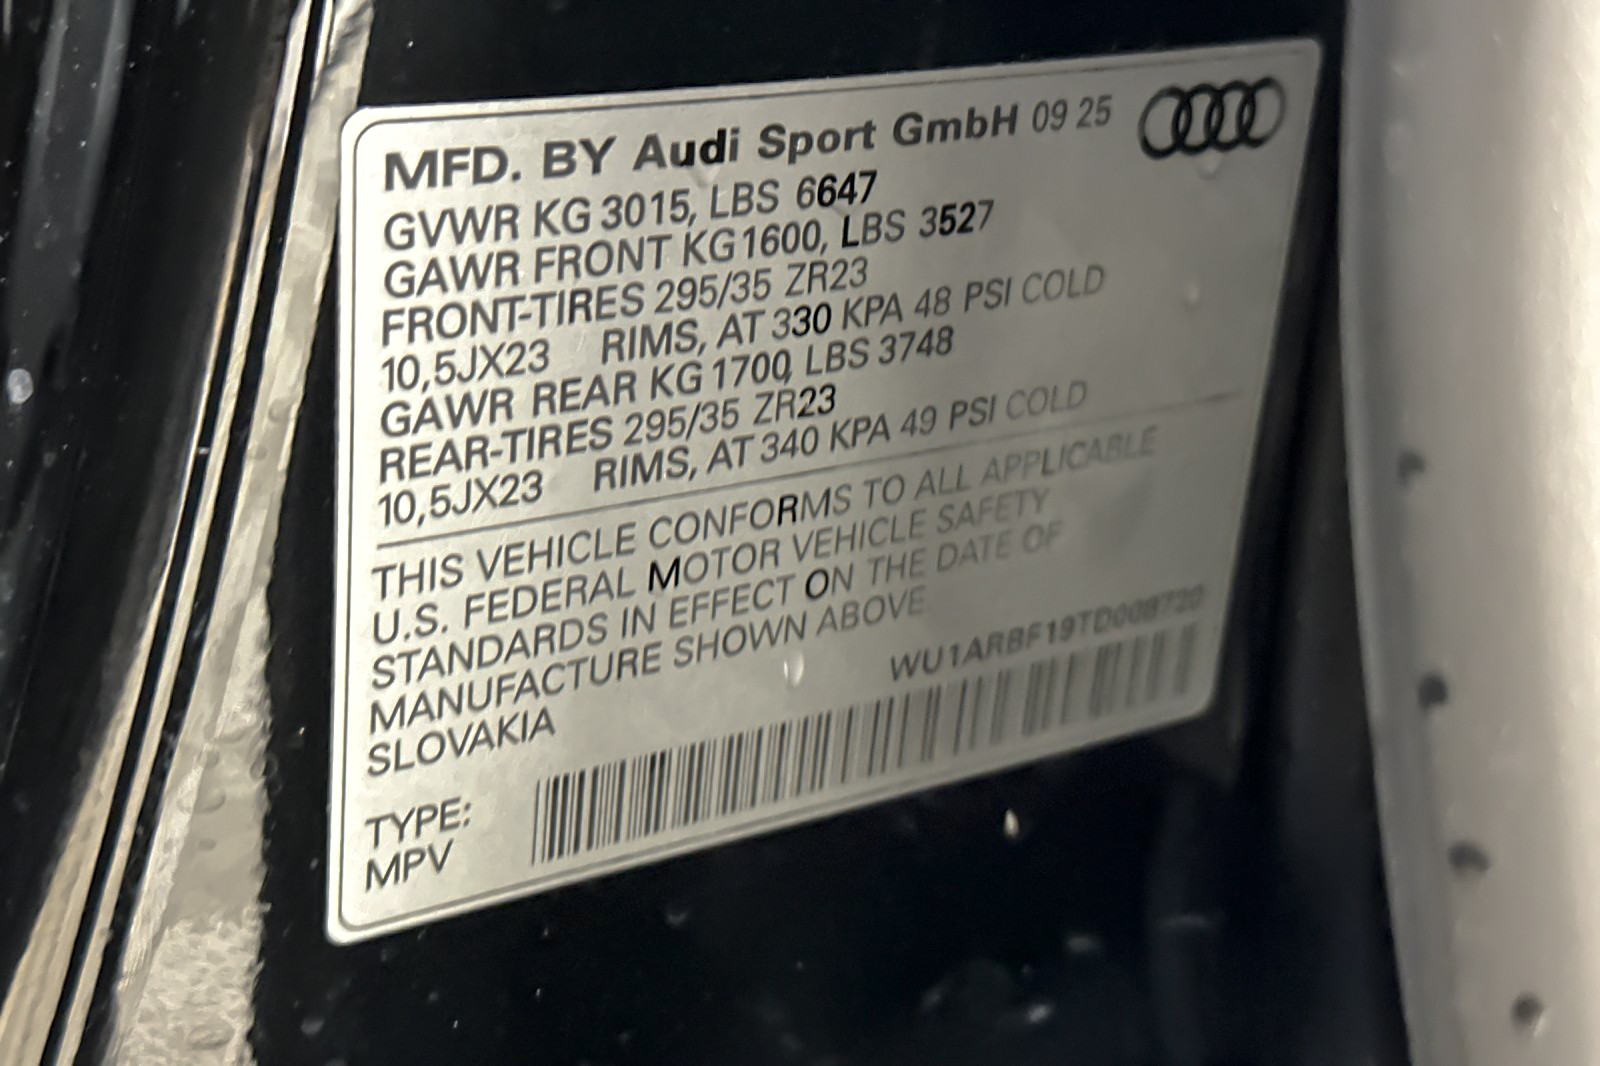 MFD. BY Audi Sport GmbH 09 25
GVWR KG 3015, LBS 6647
GAWR FRONT KG 1600, LBS 3527
FRONT-TIRES 295/35 ZR23
10,5JX23 RIMS, AT 330 KPA 48 PSI COLD
GAWR REAR KG 1700, LBS 3748
REAR-TIRES 295/35 ZR23
10,5JX23 RIMS, AT 340 KPA 49 PSI COLD
THIS VEHICLE CONFORMS TO ALL APPLICABLE
U.S. FEDERAL MOTOR VEHICLE SAFETY
STANDARDS IN EFFECT ON THE DATE OF
MANUFACTURE SHOWN ABOVE
SLOVAKIA
TYPE:
MPV